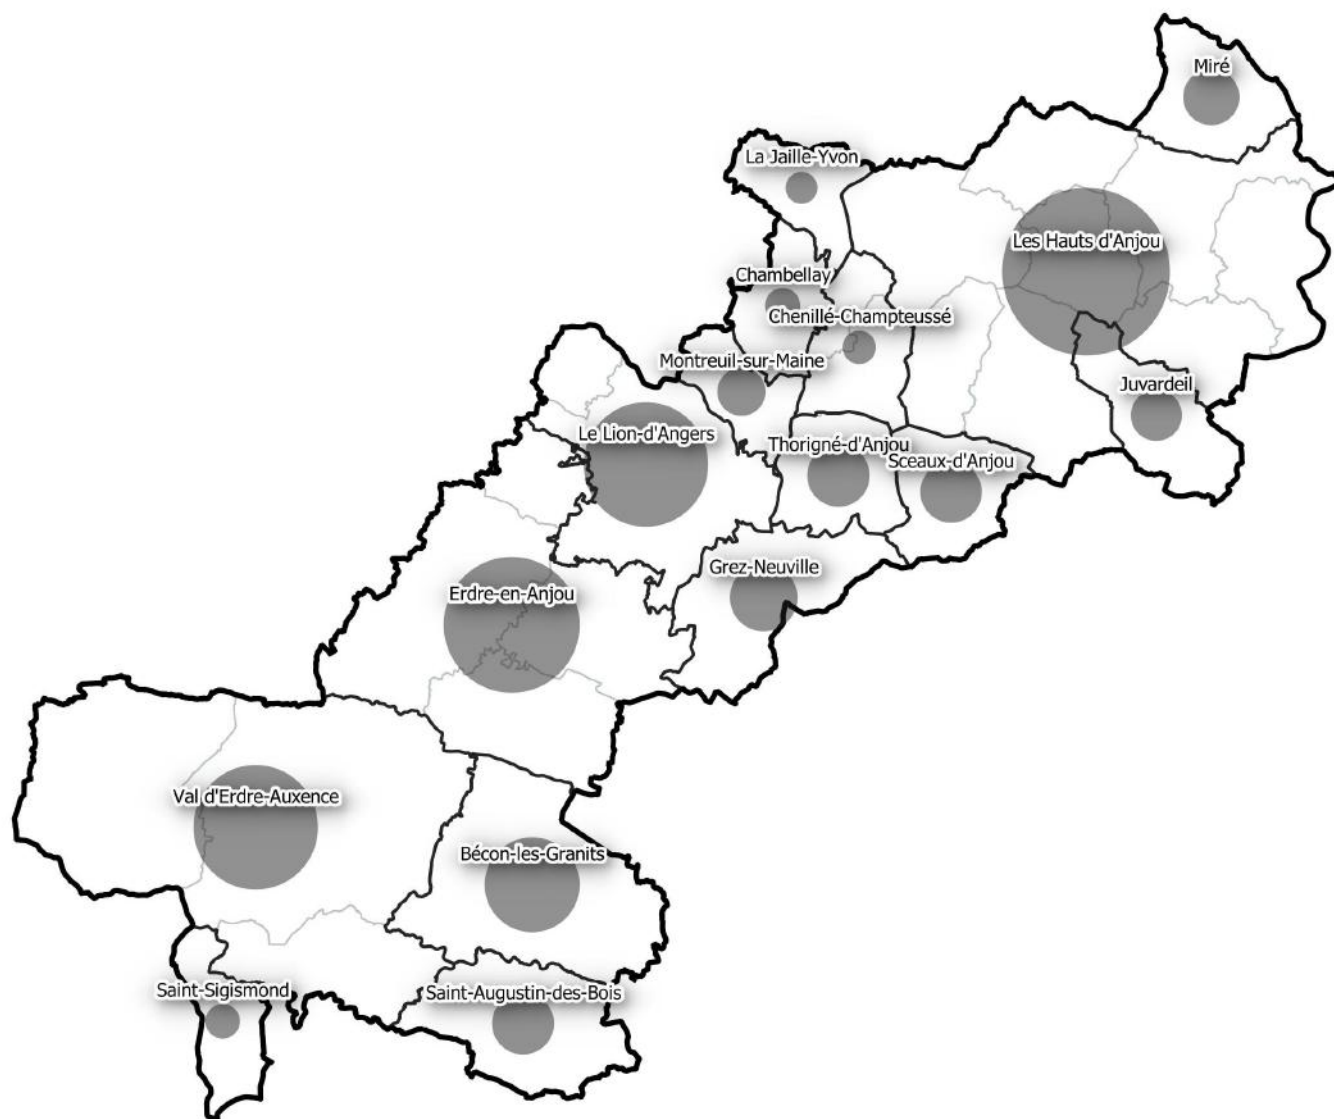 Miré
La Jaille-Yvon
Les Hauts d'Anjou
Chambellay
Chenillé-Champteussé
Montreuil-sur-Maine
Juvardeil
Le Lion-d'Angers
Thorigné-d'Anjou
Sceaux-d'Anjou
Grez-Neuville
Erdre-en-Anjou
Val d'Erdre-Auxence
Bécon-les-Granits
Saint-Sigismond
Saint-Augustin-des-Bois